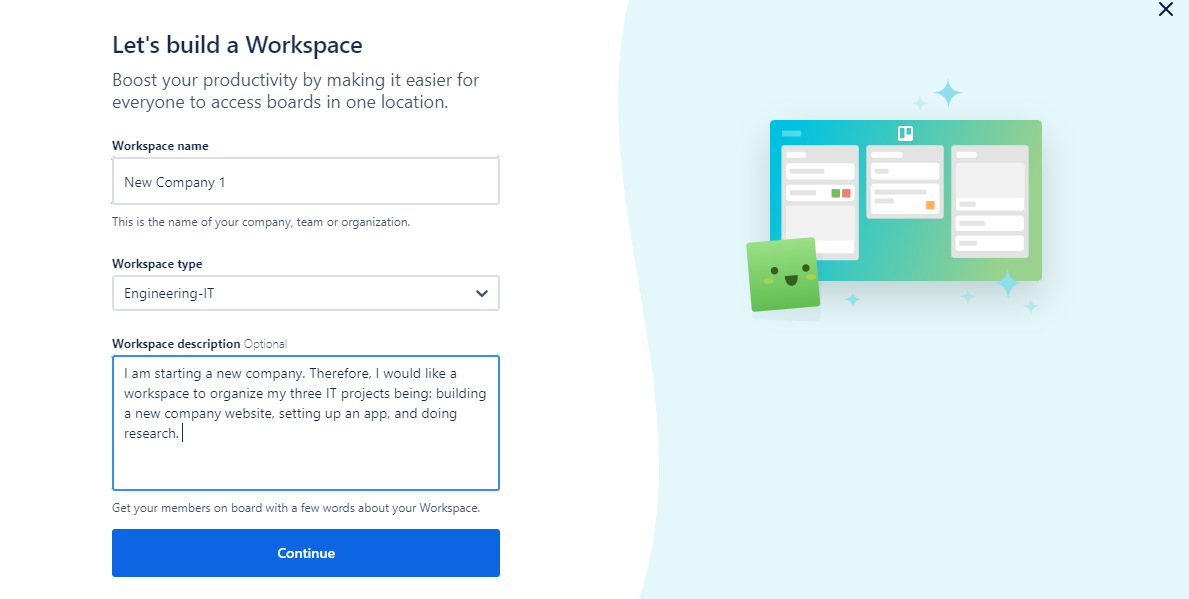 Let's build a Workspace
Boost your productivity by making it easier for
everyone to access boards in one location.
Workspace name
New Company 1
This is the name of your company, team or organization.
Workspace type
Engineering-IT
Workspace description Optional
I am starting a new company. Therefore, I would like a
workspace to organize my three IT projects being: building
a new company website, setting up an app, and doing
research.
Get your members on board with a few words about your Workspace.
Continue